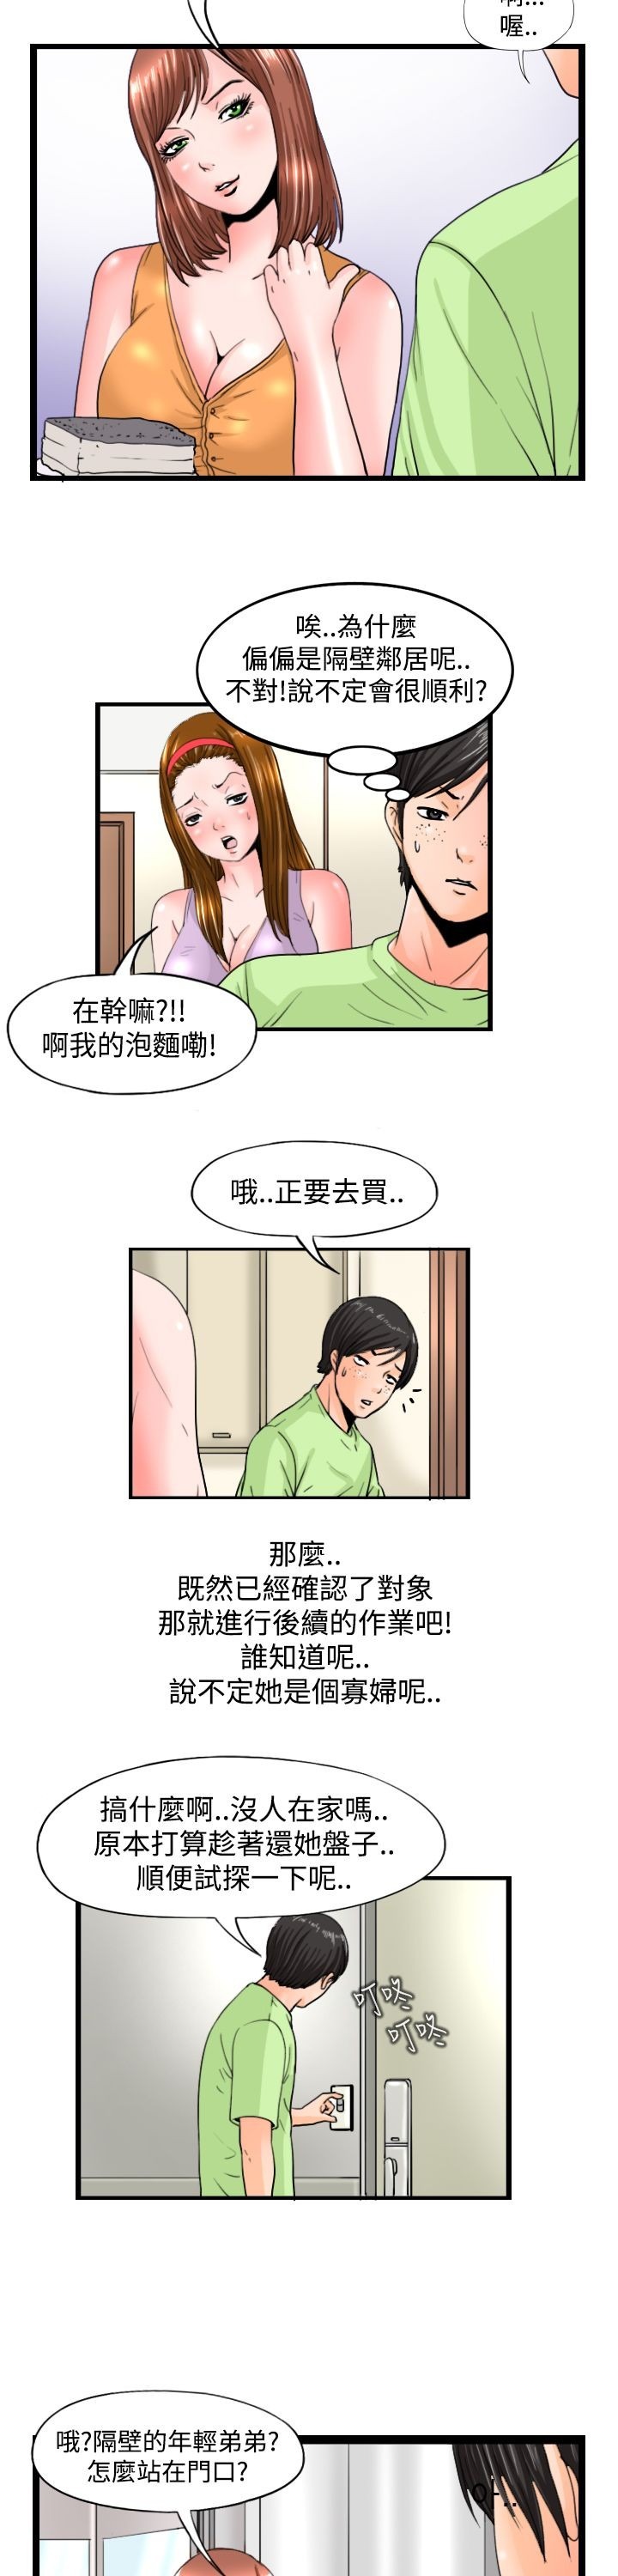 啊...
喔..
唉..為什麼
偏偏是隔壁鄰居呢..
不對!說不定會很順利?
在幹嘛?!!
啊我的泡麵嘞!
哦..正要去買..
那麼..
既然已經確認了對象
那就進行後續的作業吧!
誰知道呢..
說不定她是個寡婦呢..
搞什麼啊..沒人在家嗎..
原本打算趁著還她盤子..
順便試探一下呢..
叮咚
叮咚
哦?隔壁的年輕弟弟?
怎麼站在門口?
아..